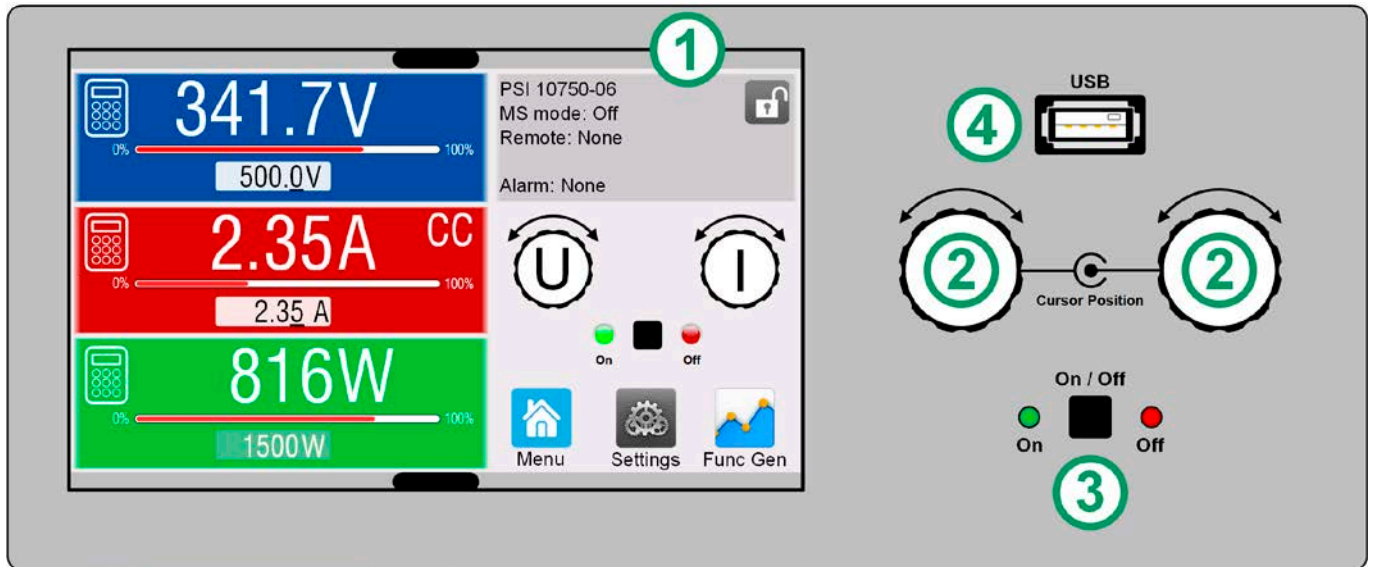 1
341.7V
0% 100%
500.0V
2.35A CC
0% 100%
2.35 A
816W
0% 100%
1500W
PSI 10750-06
MS mode: Off
Remote: None
Alarm: None
U I
On Off
Menu Settings Func Gen
USB
4
2 2
Cursor Position
On / Off
On Off
3